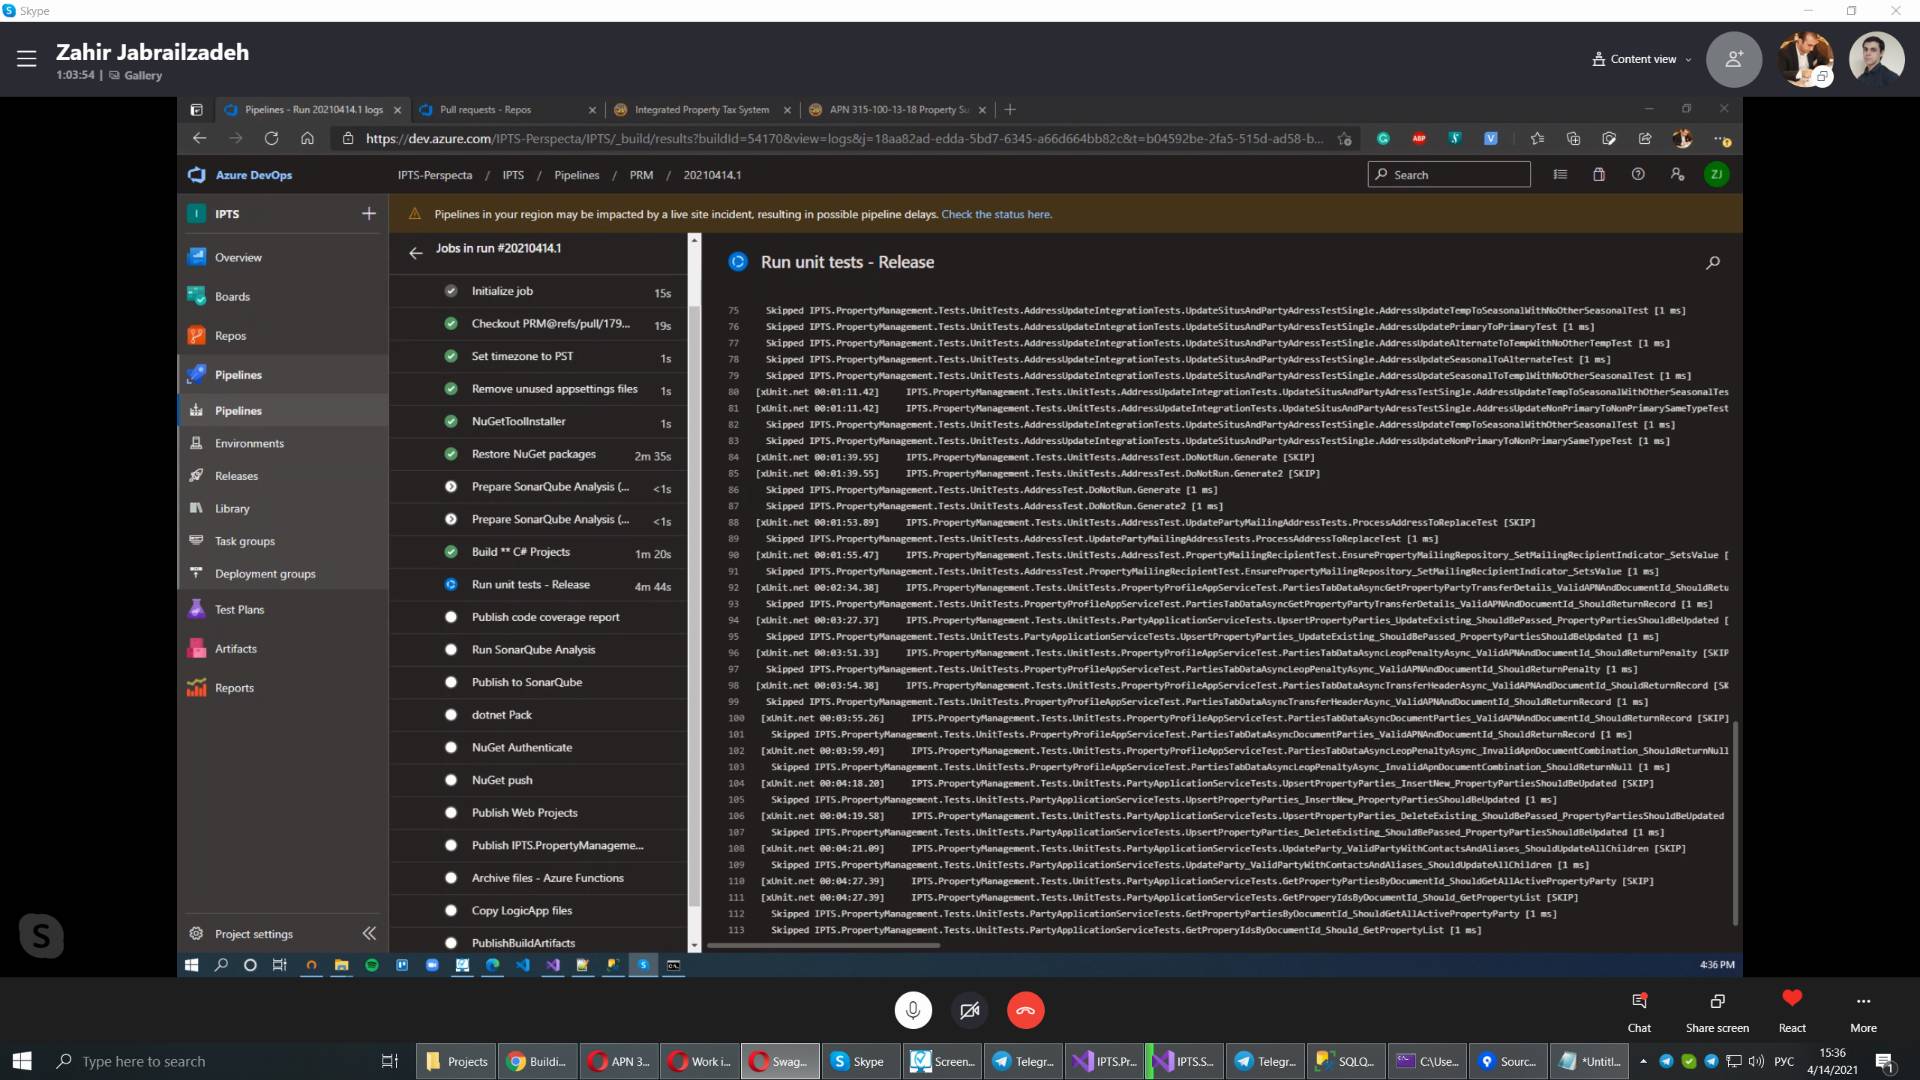 Skype
Zahir Jabrailzadeh
1:03:54 | Gallery
Content view
Pipelines - Run 20210414.1 logs
Pull requests - Repos
Integrated Property Tax System
APN 315-100-13-18 Property Su
https://dev.azure.com/IPTS-Perspecta/IPTS/_build/results?buildId=54170&view=logs&j=18aa82ad-edda-5bd7-6345-a66d664bb82c&t=b04592be-2fa5-515d-ad58-b...
ABP
Azure DevOps
IPTS-Perspecta / IPTS / Pipelines / PRM / 20210414.1
Search
ZJ
I IPTS
Pipelines in your region may be impacted by a live site incident, resulting in possible pipeline delays. Check the status here.
Overview
Boards
Repos
Pipelines
Pipelines
Environments
Releases
Library
Task groups
Deployment groups
Test Plans
Artifacts
Reports
Project settings
Jobs in run #20210414.1
Initialize job 15s
Checkout PRM@refs/pull/179... 19s
Set timezone to PST 1s
Remove unused appsettings files 1s
NuGetToolInstaller 1s
Restore NuGet packages 2m 35s
Prepare SonarQube Analysis (... <1s
Prepare SonarQube Analysis (... <1s
Build ** C# Projects 1m 20s
Run unit tests - Release 4m 44s
Publish code coverage report
Run SonarQube Analysis
Publish to SonarQube
dotnet Pack
NuGet Authenticate
NuGet push
Publish Web Projects
Publish IPTS.PropertyManageme...
Archive files - Azure Functions
Copy LogicApp files
PublishBuildArtifacts
Run unit tests - Release
75 Skipped IPTS.PropertyManagement.Tests.UnitTests.AddressUpdateIntegrationTests.UpdateSitusAndPartyAdressTestSingle.AddressUpdateTempToSeasonalWithNoOtherSeasonalTest [1 ms]
76 Skipped IPTS.PropertyManagement.Tests.UnitTests.AddressUpdateIntegrationTests.UpdateSitusAndPartyAdressTestSingle.AddressUpdatePrimaryToPrimaryTest [1 ms]
77 Skipped IPTS.PropertyManagement.Tests.UnitTests.AddressUpdateIntegrationTests.UpdateSitusAndPartyAdressTestSingle.AddressUpdateAlternateToTempWithNoOtherTempTest [1 ms]
78 Skipped IPTS.PropertyManagement.Tests.UnitTests.AddressUpdateIntegrationTests.UpdateSitusAndPartyAdressTestSingle.AddressUpdateSeasonalToAlternateTest [1 ms]
79 Skipped IPTS.PropertyManagement.Tests.UnitTests.AddressUpdateIntegrationTests.UpdateSitusAndPartyAdressTestSingle.AddressUpdateSeasonalToTemplWithNoOtherSeasonalTest [1 ms]
80 [xUnit.net 00:01:11.42] IPTS.PropertyManagement.Tests.UnitTests.AddressUpdateIntegrationTests.UpdateSitusAndPartyAdressTestSingle.AddressUpdateTempToSeasonalWithOtherSeasonalTes
81 [xUnit.net 00:01:11.42] IPTS.PropertyManagement.Tests.UnitTests.AddressUpdateIntegrationTests.UpdateSitusAndPartyAdressTestSingle.AddressUpdateNonPrimaryToNonPrimarySameTypeTest
82 Skipped IPTS.PropertyManagement.Tests.UnitTests.AddressUpdateIntegrationTests.UpdateSitusAndPartyAdressTestSingle.AddressUpdateTempToSeasonalWithOtherSeasonalTest [1 ms]
83 Skipped IPTS.PropertyManagement.Tests.UnitTests.AddressUpdateIntegrationTests.UpdateSitusAndPartyAdressTestSingle.AddressUpdateNonPrimaryToNonPrimarySameTypeTest [1 ms]
84 [xUnit.net 00:01:39.55] IPTS.PropertyManagement.Tests.UnitTests.AddressTest.DoNotRun.Generate [SKIP]
85 [xUnit.net 00:01:39.55] IPTS.PropertyManagement.Tests.UnitTests.AddressTest.DoNotRun.Generate2 [SKIP]
86 Skipped IPTS.PropertyManagement.Tests.UnitTests.AddressTest.DoNotRun.Generate [1 ms]
87 Skipped IPTS.PropertyManagement.Tests.UnitTests.AddressTest.DoNotRun.Generate2 [1 ms]
88 [xUnit.net 00:01:53.89] IPTS.PropertyManagement.Tests.UnitTests.AddressTest.UpdatePartyMailingAddressTests.ProcessAddressToReplaceTest [SKIP]
89 Skipped IPTS.PropertyManagement.Tests.UnitTests.AddressTest.UpdatePartyMailingAddressTests.ProcessAddressToReplaceTest [1 ms]
90 [xUnit.net 00:01:55.47] IPTS.PropertyManagement.Tests.UnitTests.AddressTest.PropertyMailingRecipientTest.EnsurePropertyMailingRepository_SetMailingRecipientIndicator_SetsValue [
91 Skipped IPTS.PropertyManagement.Tests.UnitTests.AddressTest.PropertyMailingRecipientTest.EnsurePropertyMailingRepository_SetMailingRecipientIndicator_SetsValue [1 ms]
92 [xUnit.net 00:02:34.38] IPTS.PropertyManagement.Tests.UnitTests.PropertyProfileAppServiceTest.PartiesTabDataAsyncGetPropertyPartyTransferDetails_ValidAPNAndDocumentId_ShouldRetu
93 Skipped IPTS.PropertyManagement.Tests.UnitTests.PropertyProfileAppServiceTest.PartiesTabDataAsyncGetPropertyPartyTransferDetails_ValidAPNAndDocumentId_ShouldReturnRecord [1 ms]
94 [xUnit.net 00:03:27.37] IPTS.PropertyManagement.Tests.UnitTests.PartyApplicationServiceTests.UpsertPropertyParties_UpdateExisting_ShouldBePassed_PropertyPartiesShouldBeUpdated [
95 Skipped IPTS.PropertyManagement.Tests.UnitTests.PartyApplicationServiceTests.UpsertPropertyParties_UpdateExisting_ShouldBePassed_PropertyPartiesShouldBeUpdated [1 ms]
96 [xUnit.net 00:03:51.33] IPTS.PropertyManagement.Tests.UnitTests.PropertyProfileAppServiceTest.PartiesTabDataAsyncLeopPenaltyAsync_ValidAPNAndDocumentId_ShouldReturnPenalty [SKIP
97 Skipped IPTS.PropertyManagement.Tests.UnitTests.PropertyProfileAppServiceTest.PartiesTabDataAsyncLeopPenaltyAsync_ValidAPNAndDocumentId_ShouldReturnPenalty [1 ms]
98 [xUnit.net 00:03:54.38] IPTS.PropertyManagement.Tests.UnitTests.PropertyProfileAppServiceTest.PartiesTabDataAsyncTransferHeaderAsync_ValidAPNAndDocumentId_ShouldReturnRecord [SK
99 Skipped IPTS.PropertyManagement.Tests.UnitTests.PropertyProfileAppServiceTest.PartiesTabDataAsyncTransferHeaderAsync_ValidAPNAndDocumentId_ShouldReturnRecord [1 ms]
100 [xUnit.net 00:03:55.26] IPTS.PropertyManagement.Tests.UnitTests.PropertyProfileAppServiceTest.PartiesTabDataAsyncDocumentParties_ValidAPNAndDocumentId_ShouldReturnRecord [SKIP]
101 Skipped IPTS.PropertyManagement.Tests.UnitTests.PropertyProfileAppServiceTest.PartiesTabDataAsyncDocumentParties_ValidAPNAndDocumentId_ShouldReturnRecord [1 ms]
102 [xUnit.net 00:03:59.49] IPTS.PropertyManagement.Tests.UnitTests.PropertyProfileAppServiceTest.PartiesTabDataAsyncLeopPenaltyAsync_InvalidApnDocumentCombination_ShouldReturnNull
103 Skipped IPTS.PropertyManagement.Tests.UnitTests.PropertyProfileAppServiceTest.PartiesTabDataAsyncLeopPenaltyAsync_InvalidApnDocumentCombination_ShouldReturnNull [1 ms]
104 [xUnit.net 00:04:18.20] IPTS.PropertyManagement.Tests.UnitTests.PartyApplicationServiceTests.UpsertPropertyParties_InsertNew_PropertyPartiesShouldBeUpdated [SKIP]
105 Skipped IPTS.PropertyManagement.Tests.UnitTests.PartyApplicationServiceTests.UpsertPropertyParties_InsertNew_PropertyPartiesShouldBeUpdated [1 ms]
106 [xUnit.net 00:04:19.58] IPTS.PropertyManagement.Tests.UnitTests.PartyApplicationServiceTests.UpsertPropertyParties_DeleteExisting_ShouldBePassed_PropertyPartiesShouldBeUpdated
107 Skipped IPTS.PropertyManagement.Tests.UnitTests.PartyApplicationServiceTests.UpsertPropertyParties_DeleteExisting_ShouldBePassed_PropertyPartiesShouldBeUpdated [1 ms]
108 [xUnit.net 00:04:21.09] IPTS.PropertyManagement.Tests.UnitTests.PartyApplicationServiceTests.UpdateParty_ValidPartyWithContactsAndAliases_ShouldUpdateAllChildren [SKIP]
109 Skipped IPTS.PropertyManagement.Tests.UnitTests.PartyApplicationServiceTests.UpdateParty_ValidPartyWithContactsAndAliases_ShouldUpdateAllChildren [1 ms]
110 [xUnit.net 00:04:27.39] IPTS.PropertyManagement.Tests.UnitTests.PartyApplicationServiceTests.GetPropertyPartiesByDocumentId_ShouldGetAllActivePropertyParty [SKIP]
111 [xUnit.net 00:04:27.39] IPTS.PropertyManagement.Tests.UnitTests.PartyApplicationServiceTests.GetProperyIdsByDocumentId_Should_GetPropertyList [SKIP]
112 Skipped IPTS.PropertyManagement.Tests.UnitTests.PartyApplicationServiceTests.GetPropertyPartiesByDocumentId_ShouldGetAllActivePropertyParty [1 ms]
113 Skipped IPTS.PropertyManagement.Tests.UnitTests.PartyApplicationServiceTests.GetProperyIdsByDocumentId_Should_GetPropertyList [1 ms]
4:36 PM
Chat
Share screen
React
More
Type here to search
Projects
Buildi...
APN 3...
Work i...
Swag...
Skype
Screen...
Telegr...
IPTS.Pr...
IPTS.S...
Telegr...
SQLQ...
C:\Use...
Sourc...
*Untitl...
РУС
15:36
4/14/2021
1